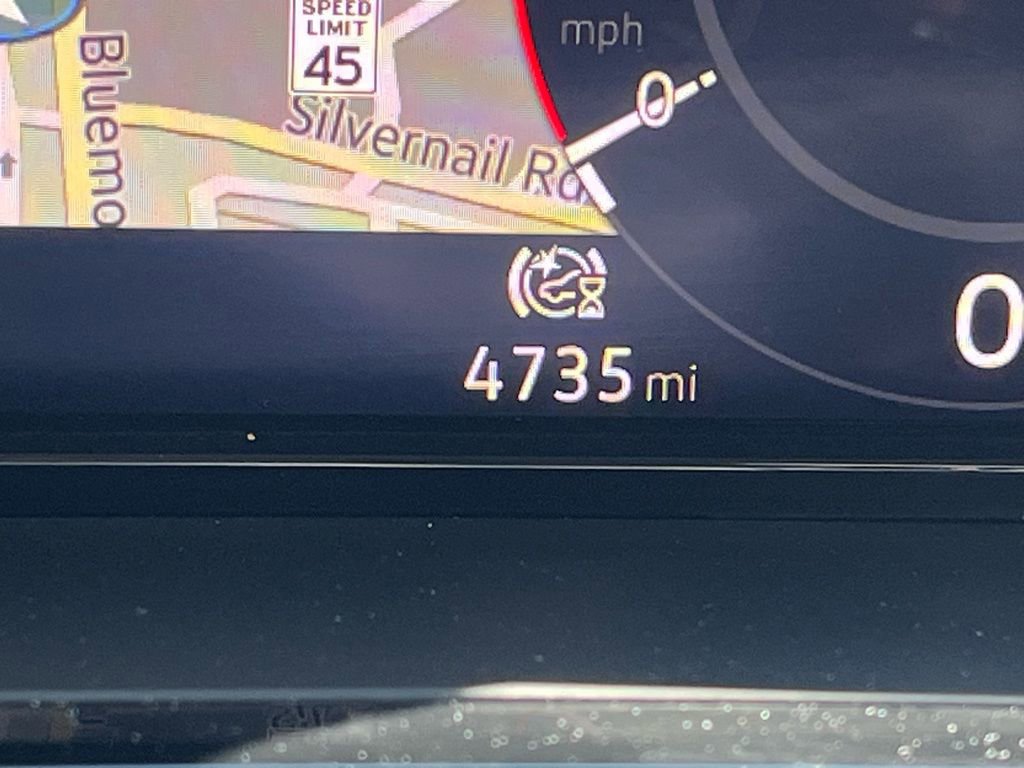 SPEED
LIMIT
45
mph
0
Bluemo
Silvernail Rd
0
4735 mi